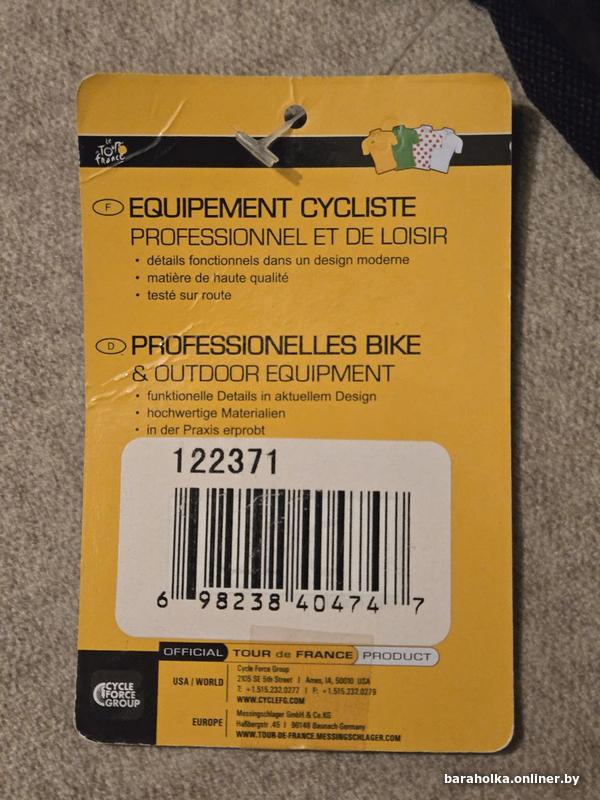 le
TOUR
de
france
F EQUIPEMENT CYCLISTE
PROFESSIONNEL ET DE LOISIR
• détails fonctionnels dans un design moderne
• matière de haute qualité
• testé sur route
D PROFESSIONELLES BIKE
& OUTDOOR EQUIPMENT
• funktionelle Details in aktuellem Design
• hochwertige Materialien
• in der Praxis erprobt
122371
6 98238 40474 7
OFFICIAL TOUR de FRANCE PRODUCT
CYCLE
FORCE
GROUP
USA / WORLD
Cycle Force Group
2105 SE 5th Street | Ames, IA, 50010 USA
T: +1.515.232.0277 | F: +1.515.232.0279
WWW.CYCLEFG.COM
EUROPE
Messingschlager GmbH & Co.KG
Haßbergstr. 45 | 96148 Baunach Germany
WWW.TOUR-DE-FRANCE.MESSINGSCHLAGER.COM
baraholka.onliner.by